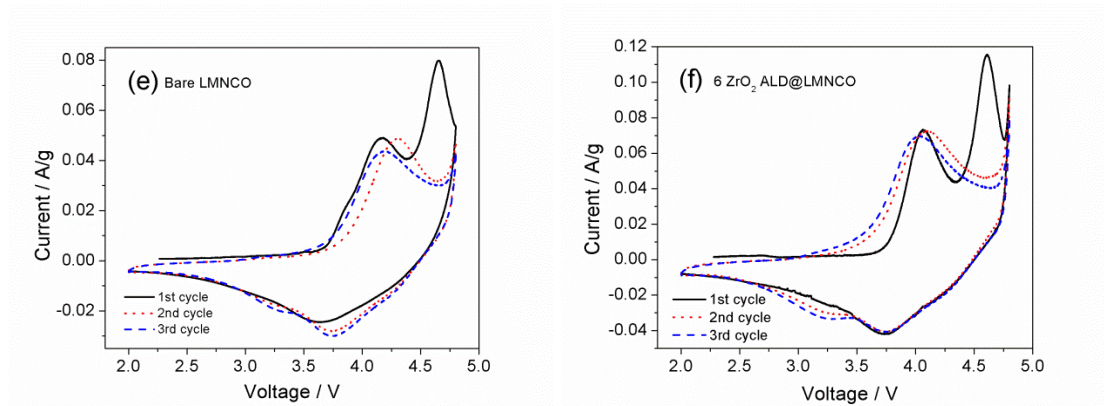 (e) Bare LMNCO
Current / A/g
0.08
0.06
0.04
0.02
0.00
-0.02
1st cycle
2nd cycle
3rd cycle
2.0 2.5 3.0 3.5 4.0 4.5 5.0
Voltage / V
(f) 6 ZrO₂ ALD@LMNCO
Current / A/g
0.12
0.10
0.08
0.06
0.04
0.02
0.00
-0.02
-0.04
1st cycle
2nd cycle
3rd cycle
2.0 2.5 3.0 3.5 4.0 4.5 5.0
Voltage / V